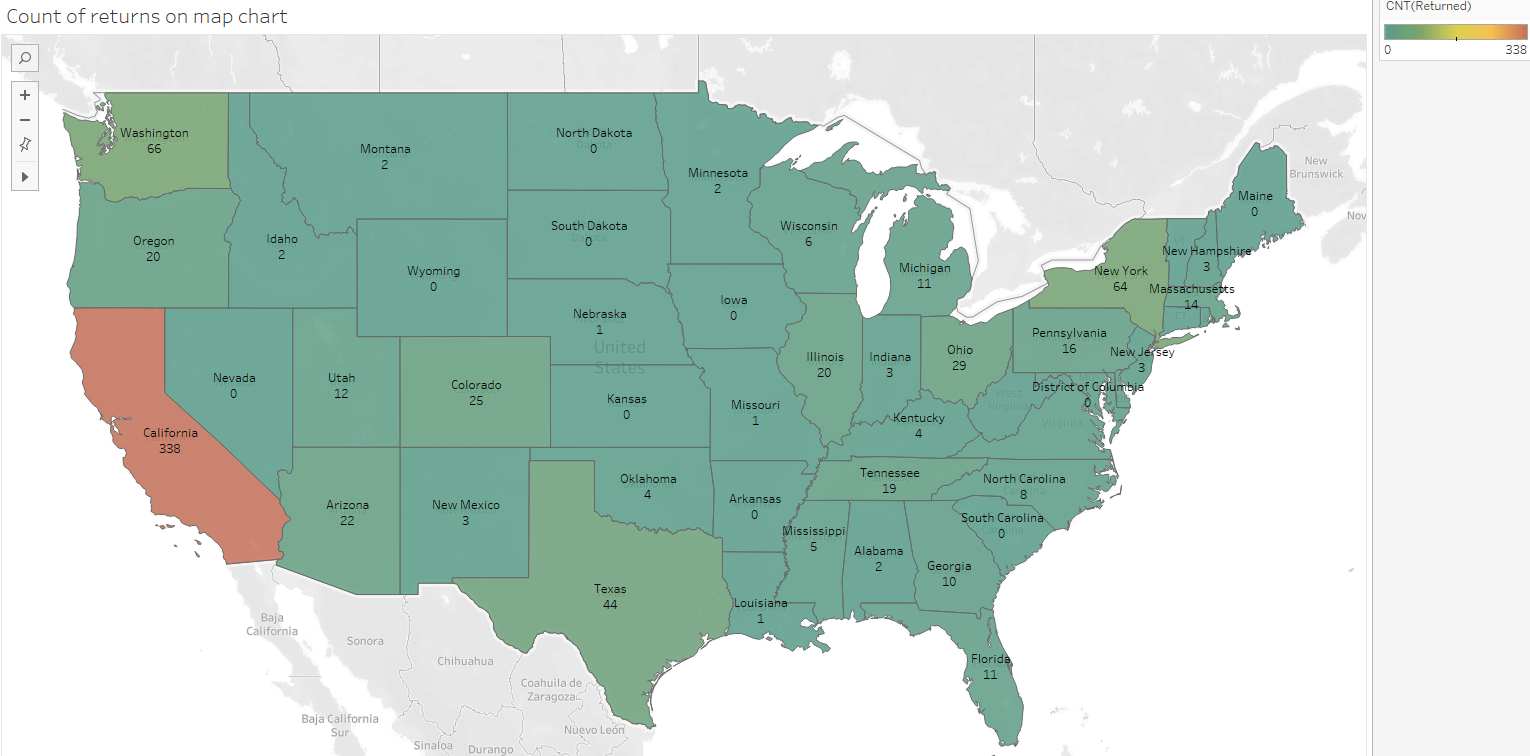 Count of returns on map chart
CNT(Returned)
0
338
Washington
66
Montana
2
North Dakota
0
Minnesota
2
Maine
0
New
Brunswick
Nov
Oregon
20
Idaho
2
Wyoming
0
South Dakota
0
Wisconsin
6
Michigan
11
New York
64
New Hampshire
3
Massachusetts
14
CT
Nebraska
1
Iowa
0
United
States
Illinois
20
Indiana
3
Ohio
29
Pennsylvania
16
New Jersey
3
Nevada
0
Utah
12
Colorado
25
Kansas
0
Missouri
1
Kentucky
4
West
Virginia
Virginia
District of Columbia
0
California
338
Arizona
22
New Mexico
3
Oklahoma
4
Arkansas
0
Tennessee
19
North Carolina
8
South Carolina
0
Mississippi
5
Alabama
2
Georgia
10
Texas
44
Louisiana
1
Florida
11
Baja
California
Sonora
Chihuahua
Coahuila de
Zaragoza
Nuevo León
Baja California
Sur
Sinaloa
Durango